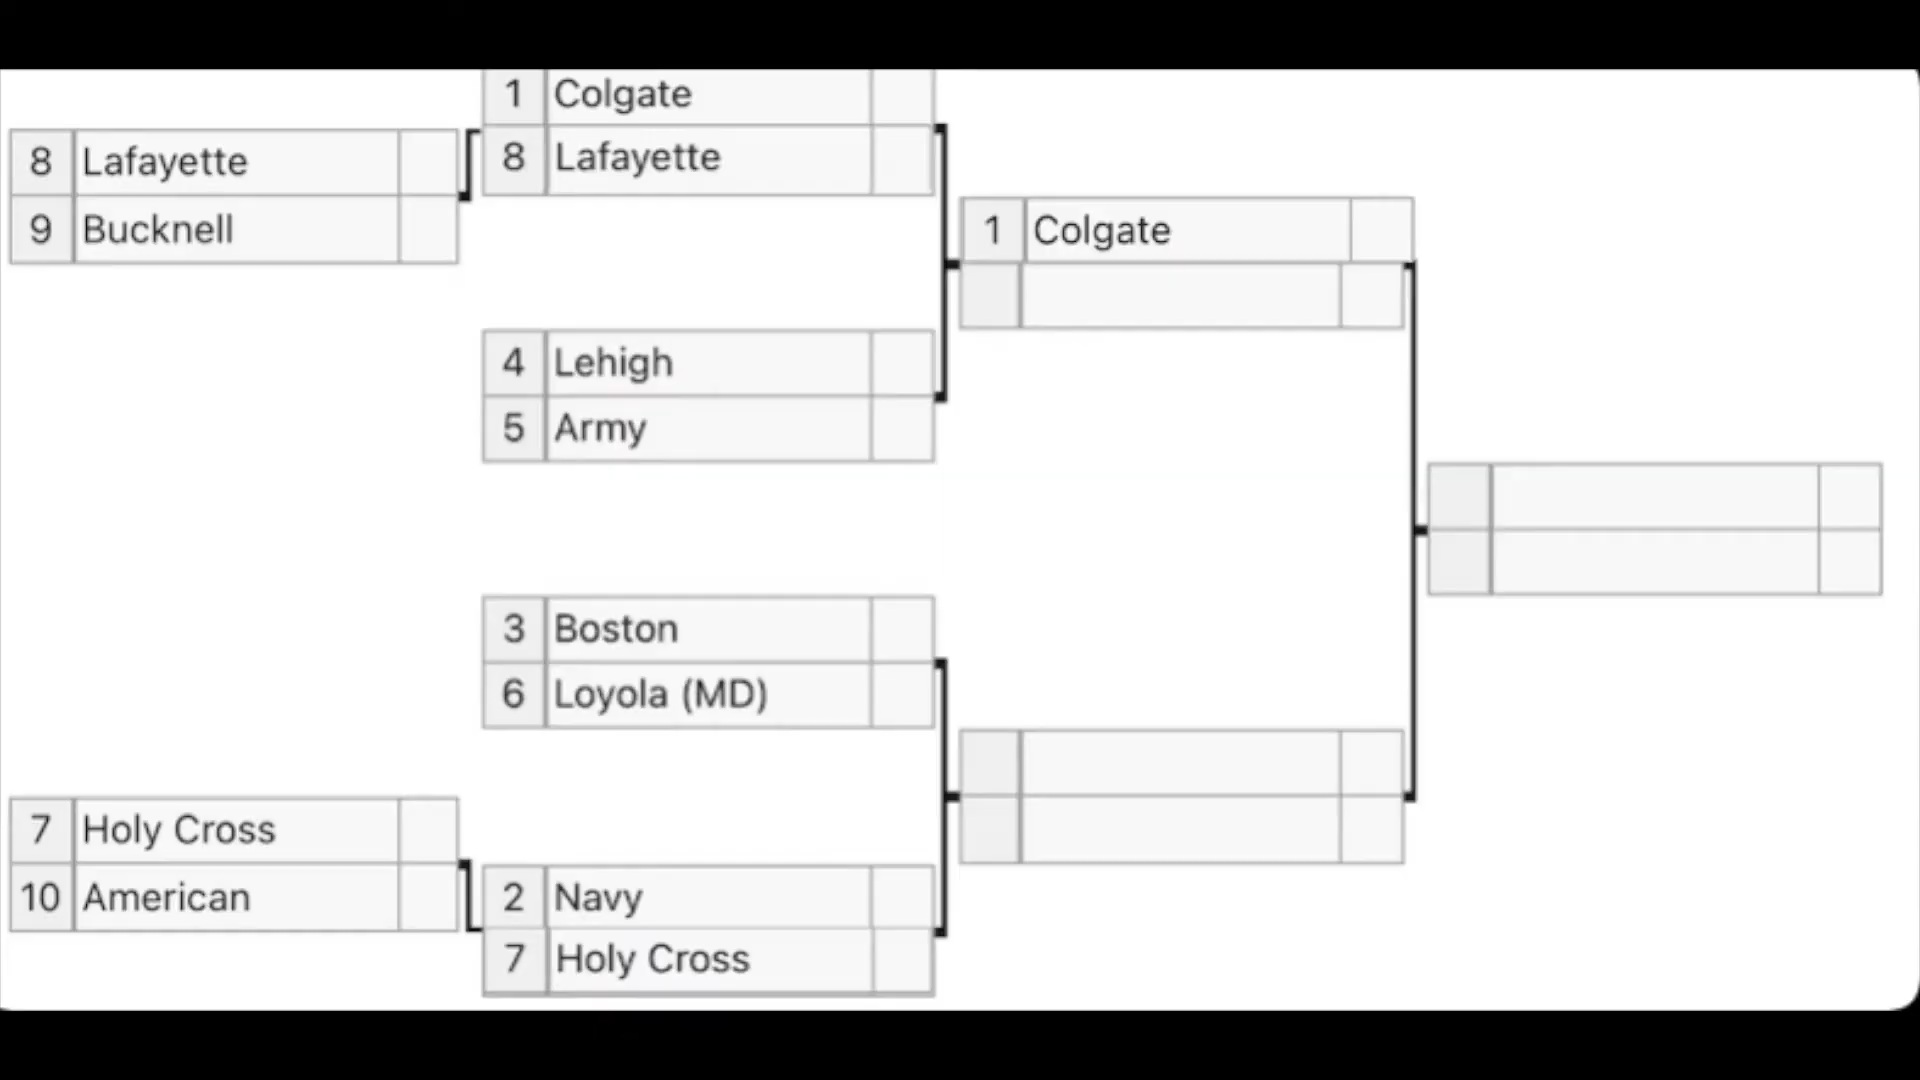 8 Lafayette
9 Bucknell
7 Holy Cross
10 American
1 Colgate
8 Lafayette
4 Lehigh
5 Army
3 Boston
6 Loyola (MD)
2 Navy
7 Holy Cross
1 Colgate